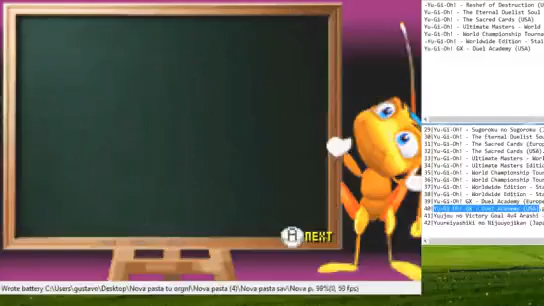 -Yu-Gi-Oh! - Reshef of Destruction (U
Yu-Gi-Oh! - The Eternal Duelist Soul
Yu-Gi-Oh! - The Sacred Cards (USA)
Yu-Gi-Oh! - Ultimate Masters - World
Yu-Gi-Oh! - World Championship Tourna
-Yu-Gi-Oh! - Worldwide Edition - Stai
Yu-Gi-Oh! GX - Duel Academy (USA)
29|Yu-Gi-Oh! - Sugoroku no Sugoroku (J
30|Yu-Gi-Oh! - The Eternal Duelist Sou
31|Yu-Gi-Oh! - The Sacred Cards (Europ
32|Yu-Gi-Oh! - The Sacred Cards (USA).
33|Yu-Gi-Oh! - Ultimate Masters - Worl
34|Yu-Gi-Oh! - Ultimate Masters Editio
35|Yu-Gi-Oh! - World Championship Tour
36|Yu-Gi-Oh! - World Championship Tour
37|Yu-Gi-Oh! - Worldwide Edition - Sta
38|Yu-Gi-Oh! - Worldwide Edition - Sta
39|Yu-Gi-Oh! GX - Duel Academy (Europe
40|Yu-Gi-Oh! GX - Duel Academy (USA)
41|Yuujou no Victory Goal 4v4 Arashi -
42|Yuureiyashiki no Nijuuyojikan (Japa
A NEXT
Wrote battery C:\Users\gustavo\Desktop\Nova pasta tu orgnf\Nova pasta (4)\Nova pasta sav\Nova p. 98%(0, 59 fps)